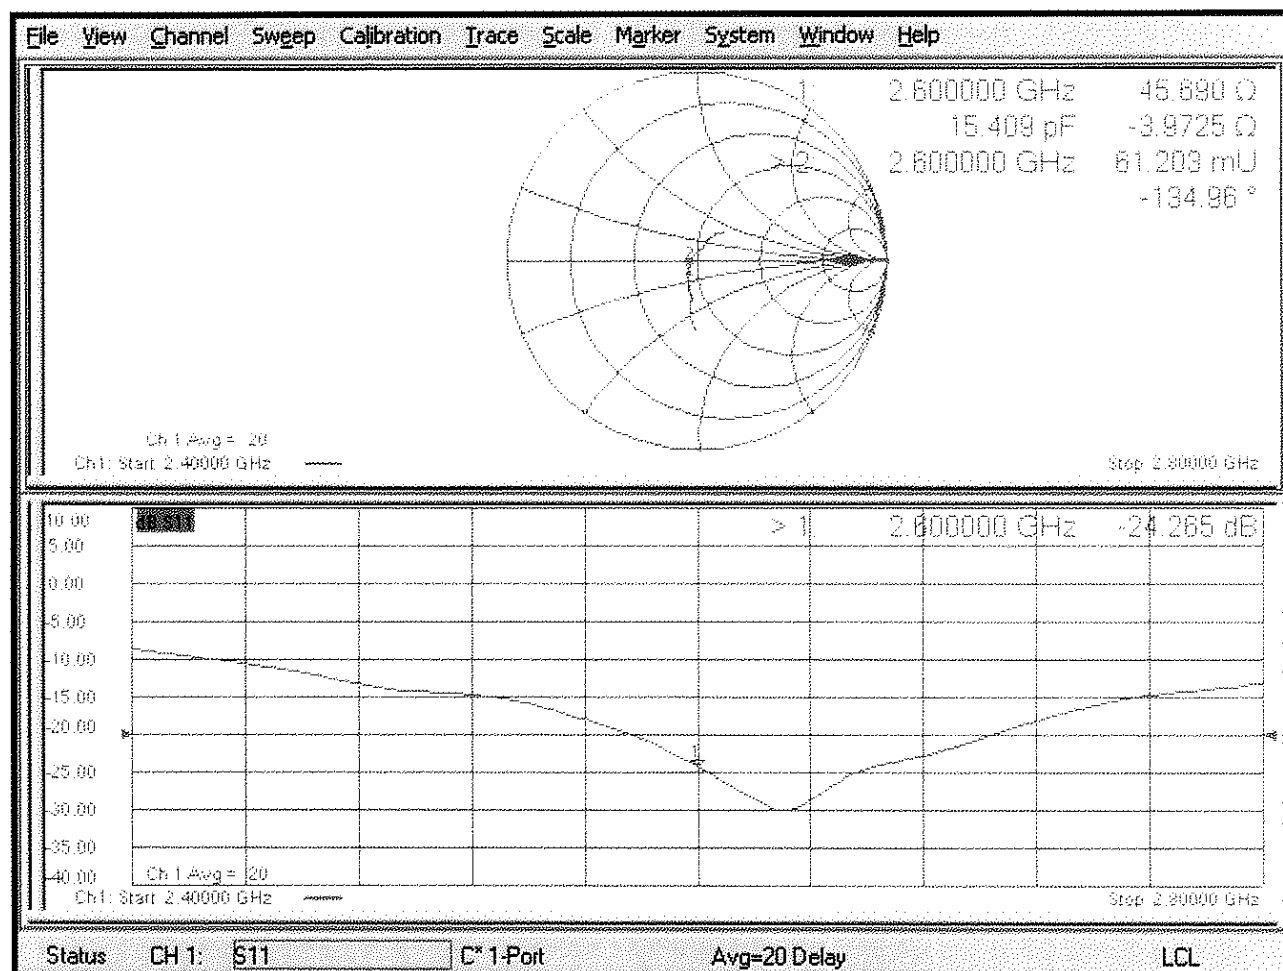 File View Channel Sweep Calibration Trace Scale Marker System Window Help
1: 2.600000 GHz 45.690 Ω
15.409 pF -3.9725 Ω
> 2: 2.600000 GHz 61.203 mU
-134.96 °
2
Ch 1 Avg = 20
Ch1: Start 2.40000 GHz Stop 2.80000 GHz
10.00 dB S11 > 1: 2.600000 GHz -24.265 dB
5.00
0.00
-5.00
-10.00
-15.00
-20.00
1
-25.00
-30.00
-35.00
-40.00 Ch 1 Avg = 20
Ch1: Start 2.40000 GHz Stop 2.80000 GHz
Status CH 1: S11 C* 1-Port Avg=20 Delay LCL